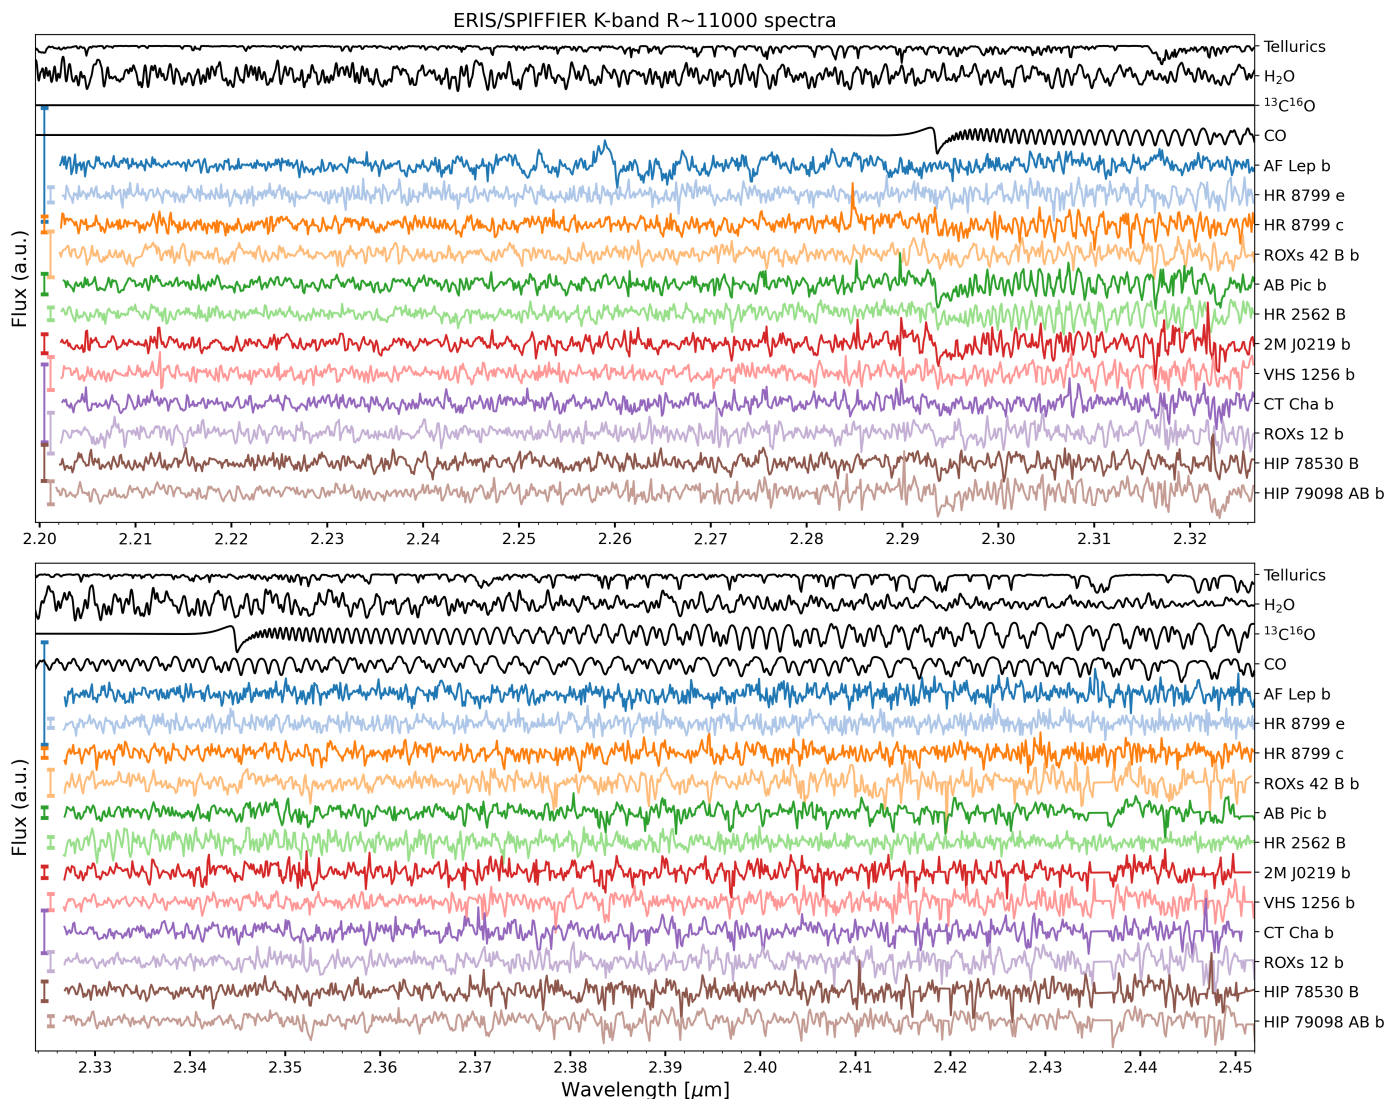 ERIS/SPIFFIER K-band R~11000 spectra
Flux (a.u.)
Tellurics
H₂O
¹³C¹⁶O
CO
AF Lep b
HR 8799 e
HR 8799 c
ROXs 42 B b
AB Pic b
HR 2562 B
2M J0219 b
VHS 1256 b
CT Cha b
ROXs 12 b
HIP 78530 B
HIP 79098 AB b
2.20 2.21 2.22 2.23 2.24 2.25 2.26 2.27 2.28 2.29 2.30 2.31 2.32
Flux (a.u.)
Tellurics
H₂O
¹³C¹⁶O
CO
AF Lep b
HR 8799 e
HR 8799 c
ROXs 42 B b
AB Pic b
HR 2562 B
2M J0219 b
VHS 1256 b
CT Cha b
ROXs 12 b
HIP 78530 B
HIP 79098 AB b
2.33 2.34 2.35 2.36 2.37 2.38 2.39 2.40 2.41 2.42 2.43 2.44 2.45
Wavelength [μm]